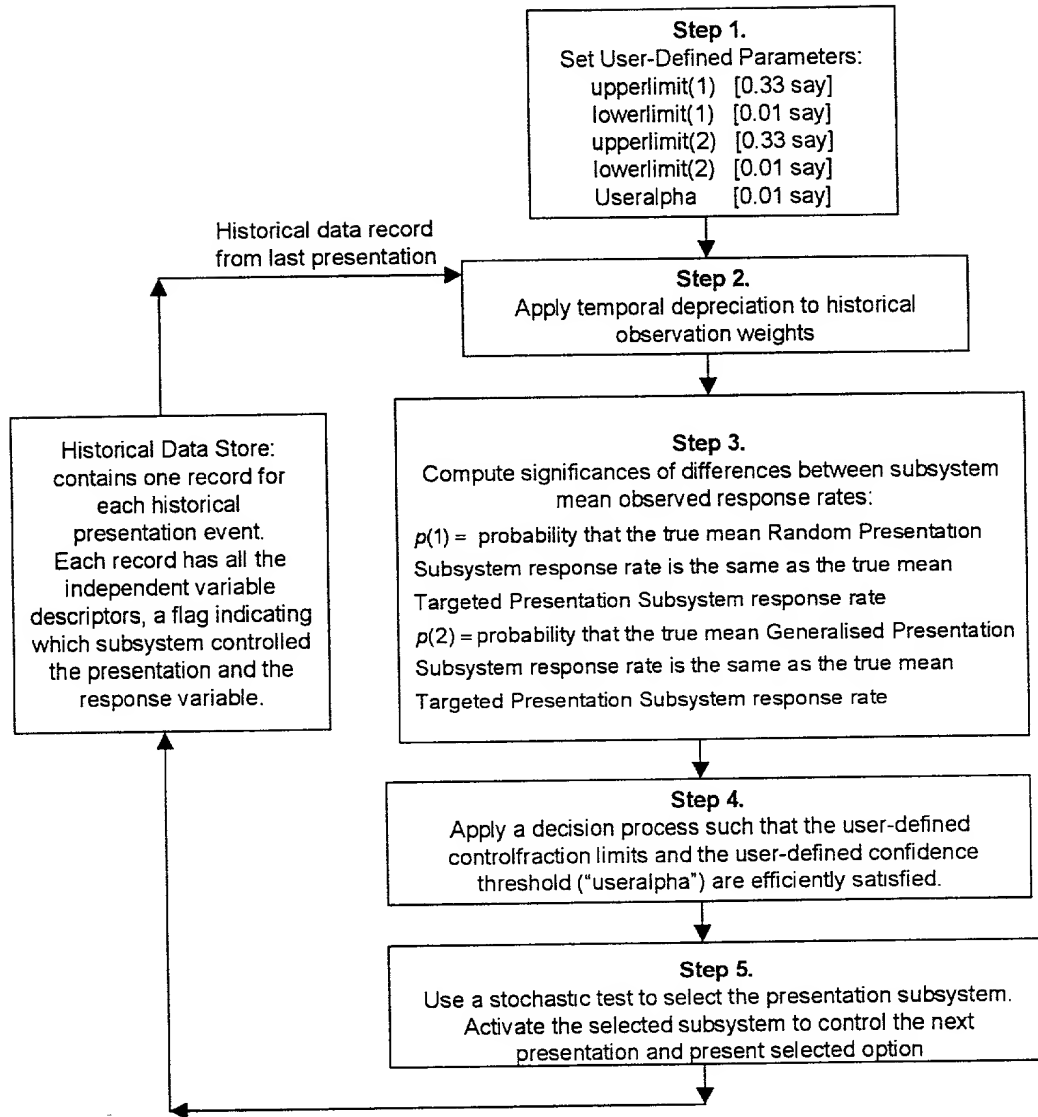 Step 1.
Set User-Defined Parameters:
upperlimit(1) [0.33 say]
lowerlimit(1) [0.01 say]
upperlimit(2) [0.33 say]
lowerlimit(2) [0.01 say]
Useralpha [0.01 say]
Historical data record
from last presentation
Step 2.
Apply temporal depreciation to historical
observation weights
Historical Data Store:
contains one record for
each historical
presentation event.
Each record has all the
independent variable
descriptors, a flag indicating
which subsystem controlled
the presentation and the
response variable.
Step 3.
Compute significances of differences between subsystem
mean observed response rates:
p(1) = probability that the true mean Random Presentation
Subsystem response rate is the same as the true mean
Targeted Presentation Subsystem response rate
p(2) = probability that the true mean Generalised Presentation
Subsystem response rate is the same as the true mean
Targeted Presentation Subsystem response rate
Step 4.
Apply a decision process such that the user-defined
controlfraction limits and the user-defined confidence
threshold ("useralpha") are efficiently satisfied.
Step 5.
Use a stochastic test to select the presentation subsystem.
Activate the selected subsystem to control the next
presentation and present selected option